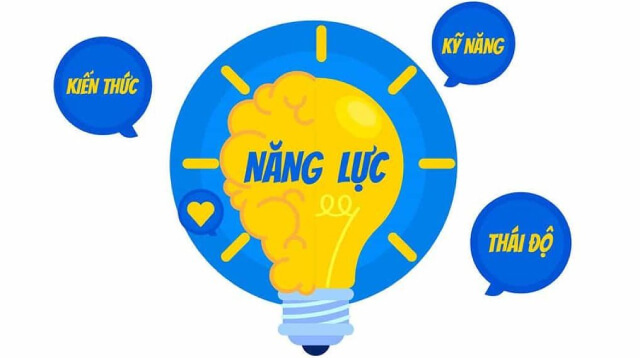 KỸ NĂNG
KIẾN THỨC
NĂNG LỰC
THÁI ĐỘ